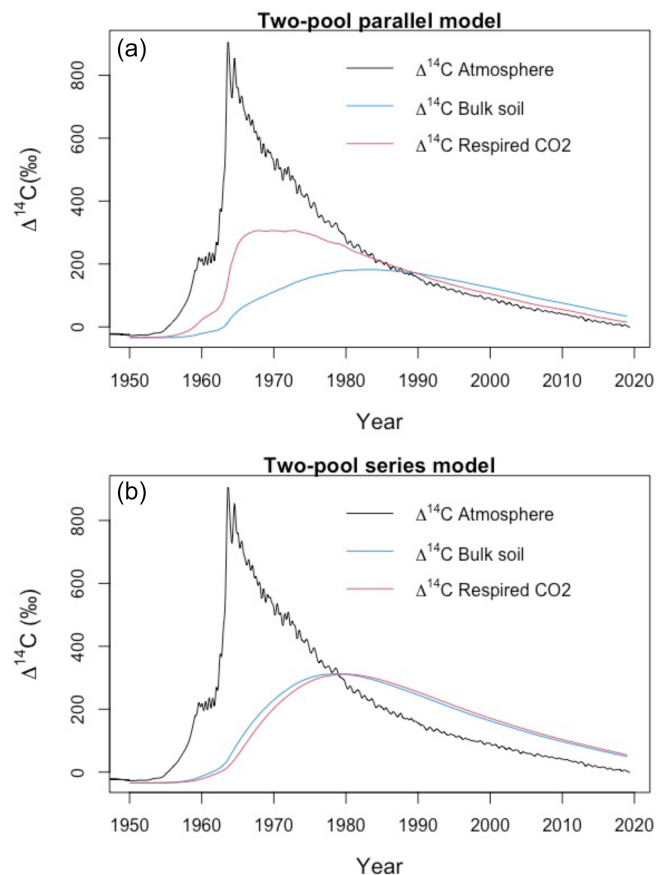 Two-pool parallel model
(a)
Δ¹⁴C Atmosphere
Δ¹⁴C Bulk soil
Δ¹⁴C Respired CO2
Δ¹⁴C(‰)
800
600
400
200
0
1950 1960 1970 1980 1990 2000 2010 2020
Year
Two-pool series model
(b)
Δ¹⁴C Atmosphere
Δ¹⁴C Bulk soil
Δ¹⁴C Respired CO2
Δ¹⁴C (‰)
800
600
400
200
0
1950 1960 1970 1980 1990 2000 2010 2020
Year